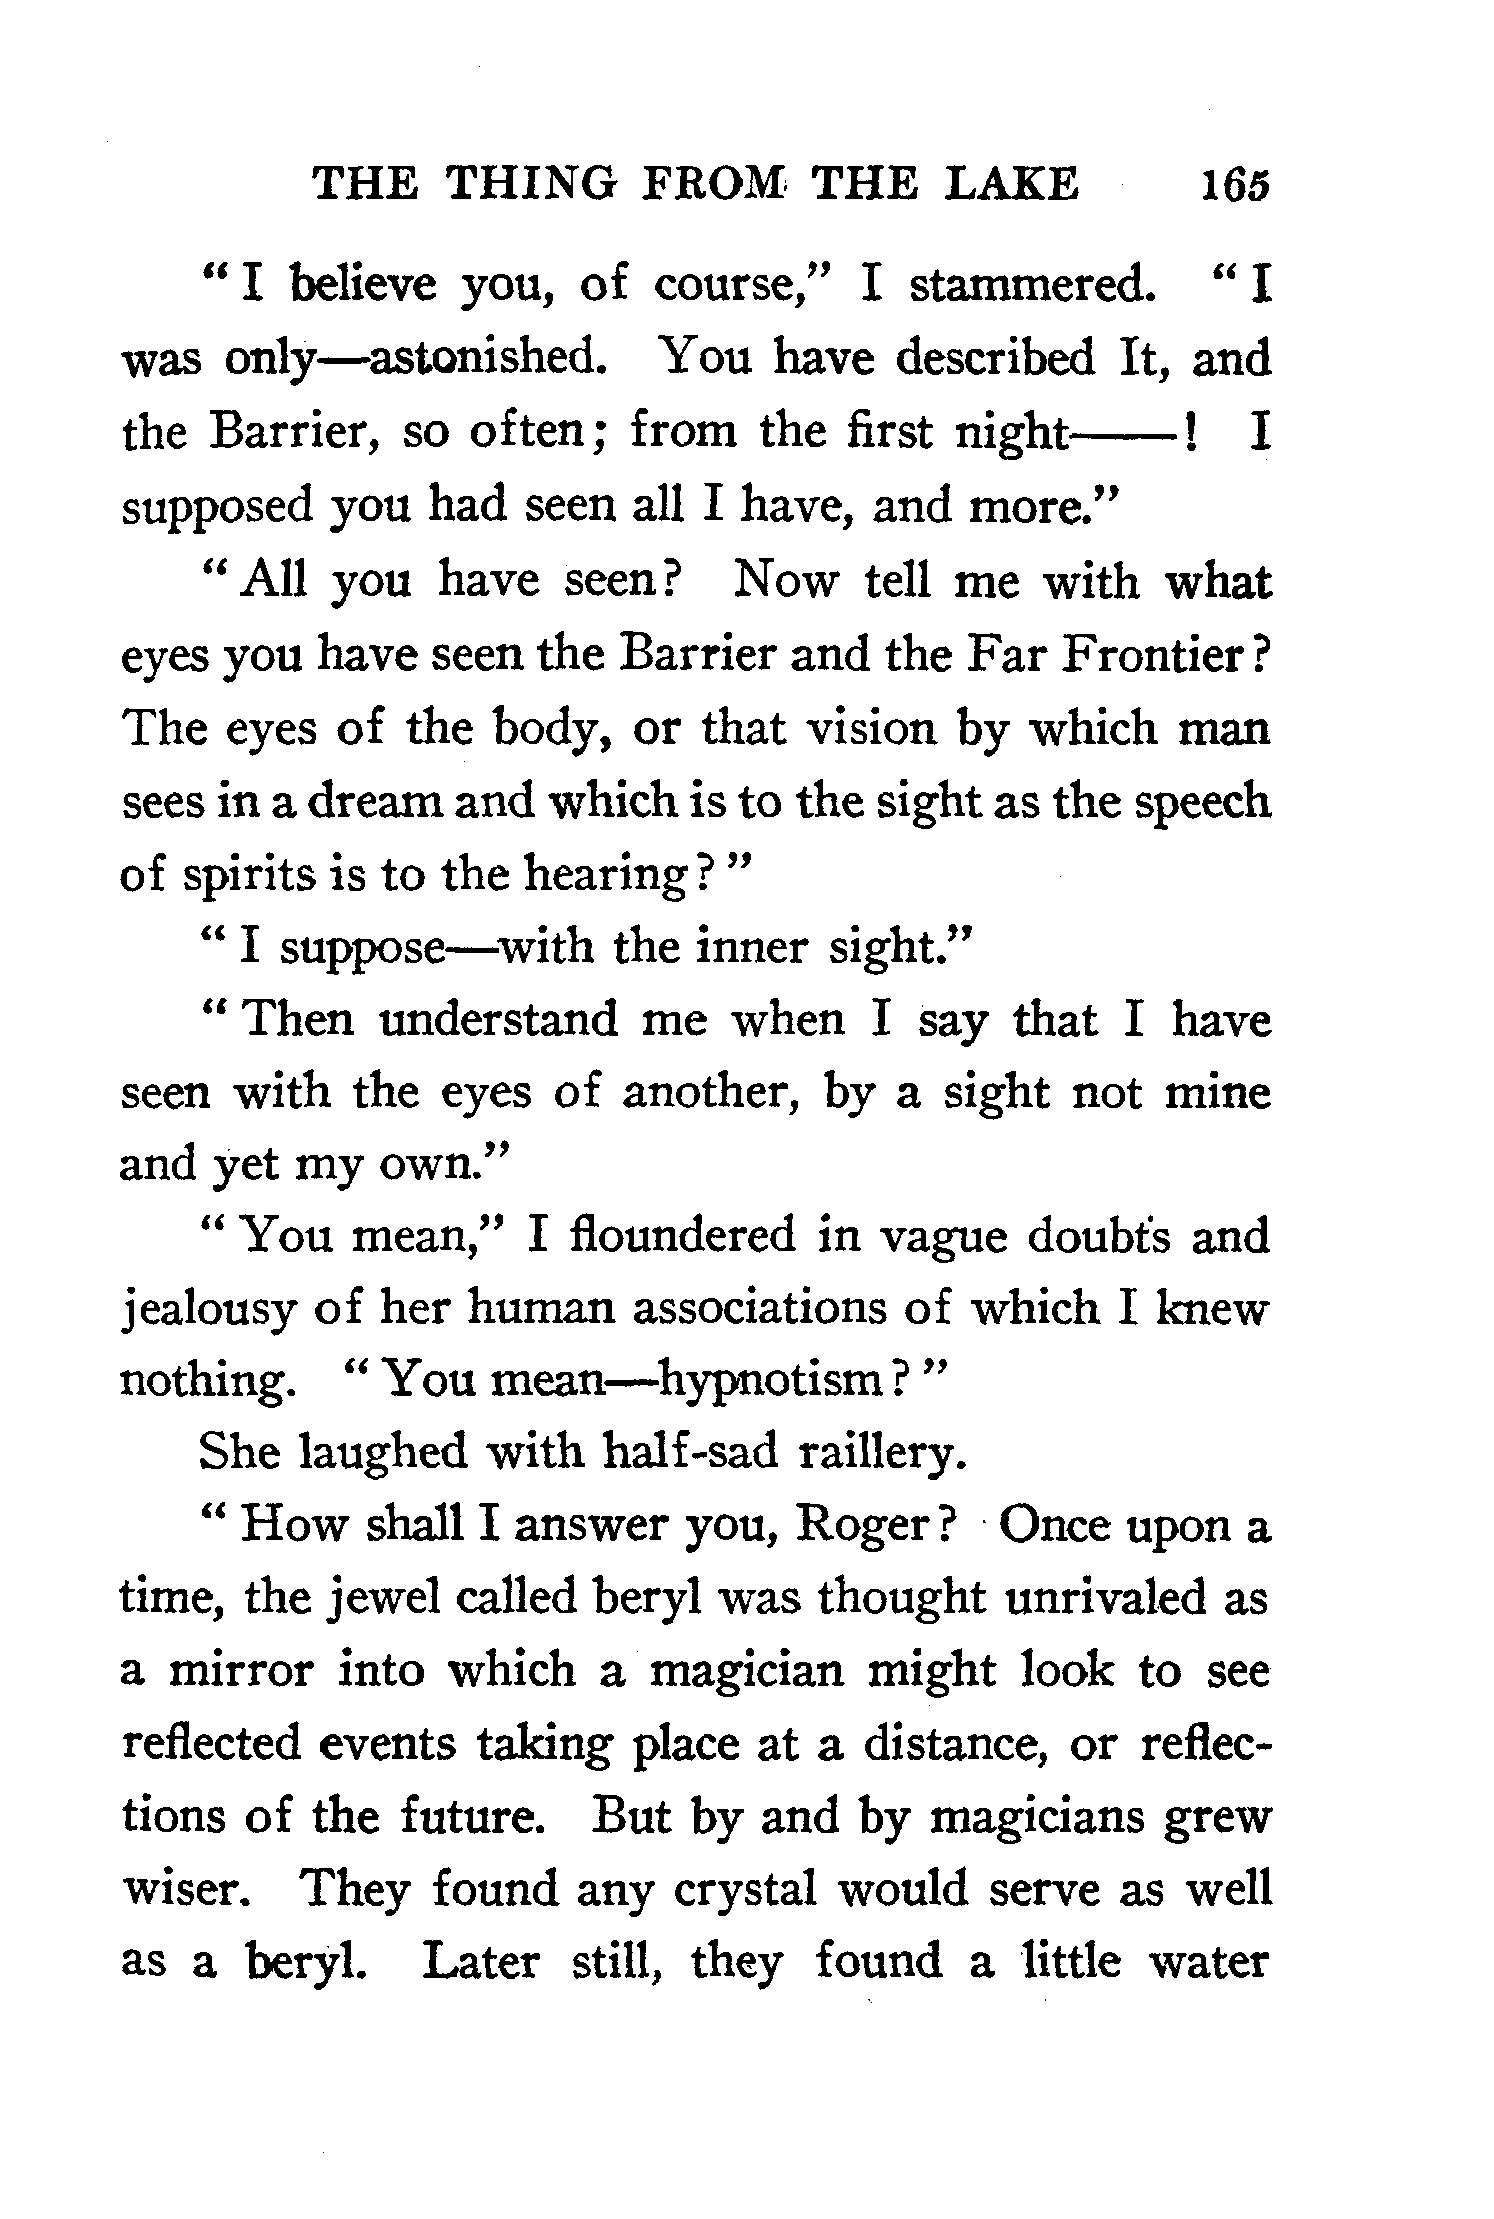 THE THING FROM THE LAKE 165
" I believe you, of course," I stammered. " I
was only—astonished. You have described It, and
the Barrier, so often; from the first night——! I
supposed you had seen all I have, and more."
" All you have seen? Now tell me with what
eyes you have seen the Barrier and the Far Frontier?
The eyes of the body, or that vision by which man
sees in a dream and which is to the sight as the speech
of spirits is to the hearing? "
" I suppose—with the inner sight."
" Then understand me when I say that I have
seen with the eyes of another, by a sight not mine
and yet my own."
" You mean," I floundered in vague doubts and
jealousy of her human associations of which I knew
nothing. " You mean—hypnotism? "
She laughed with half-sad raillery.
" How shall I answer you, Roger? Once upon a
time, the jewel called beryl was thought unrivaled as
a mirror into which a magician might look to see
reflected events taking place at a distance, or reflec-
tions of the future. But by and by magicians grew
wiser. They found any crystal would serve as well
as a beryl. Later still, they found a little water